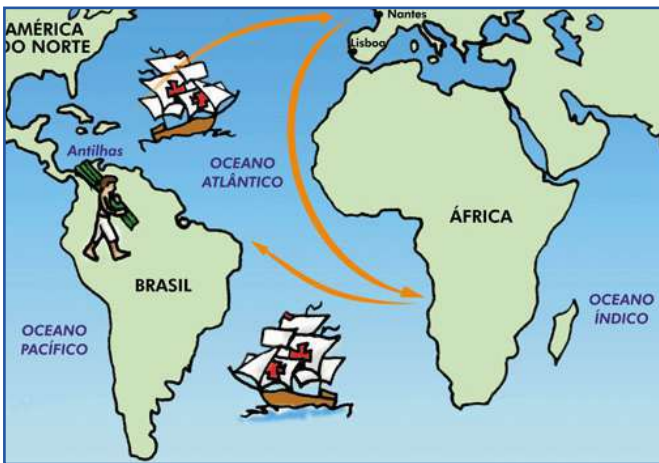 AMÉRICA
DO NORTE
Nantes
Lisboa
Antilhas
OCEANO
ATLÂNTICO
ÁFRICA
BRASIL
OCEANO
ÍNDICO
OCEANO
PACÍFICO